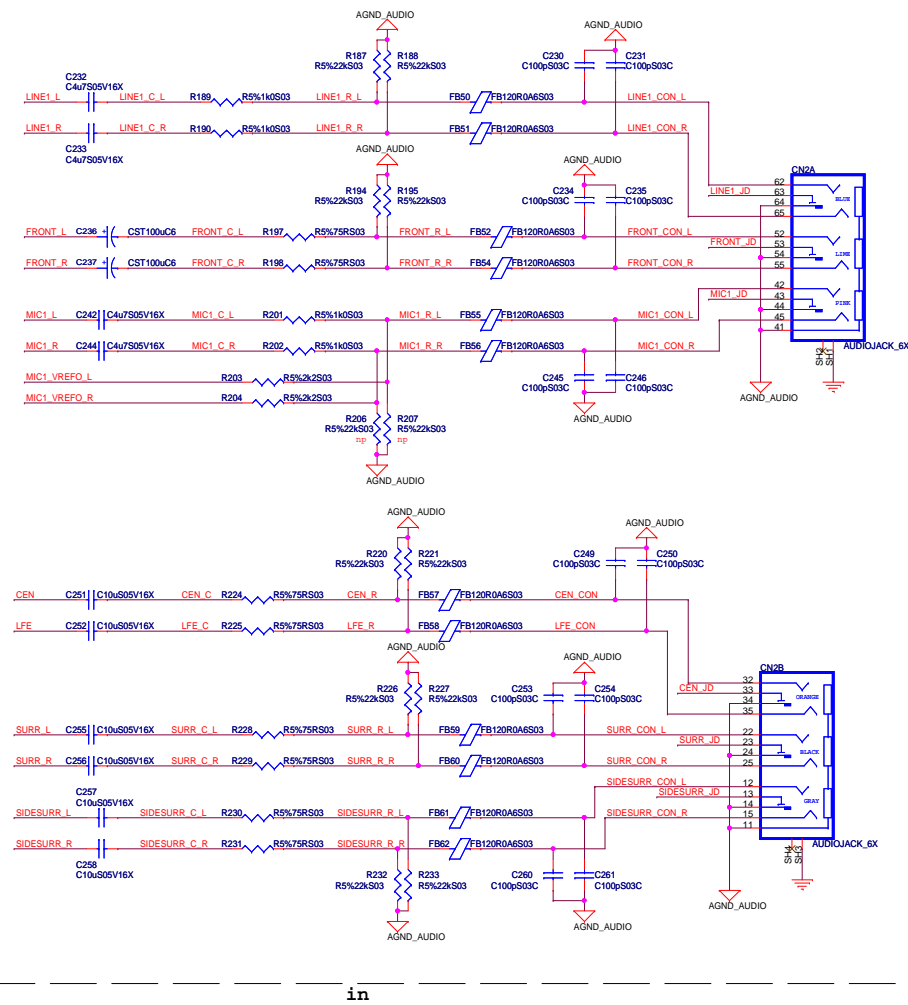 AGND_AUDIO
AGND_AUDIO
R187 R188
R5%22kS03 R5%22kS03
C230 C231
C100pS03C C100pS03C
C232
C4u7S05V16X
LINE1_L LINE1_C_L R189 R5%1k0S03 LINE1_R_L FB50 FB120R0A6S03 LINE1_CON_L
LINE1_R LINE1_C_R R190 R5%1k0S03 LINE1_R_R FB51 FB120R0A6S03 LINE1_CON_R
C233
C4u7S05V16X
AGND_AUDIO AGND_AUDIO
CN2A
R194 R195
R5%22kS03 R5%22kS03
C234 C235
C100pS03C C100pS03C
62
LINE1_JD 63
64 BLUE
65
FRONT_L C236 + CST100uC6 FRONT_C_L R197 R5%75RS03 FRONT_R_L FB52 FB120R0A6S03 FRONT_CON_L 52
FRONT_JD 53
54 LIME
FRONT_R C237 + CST100uC6 FRONT_C_R R198 R5%75RS03 FRONT_R_R FB54 FB120R0A6S03 FRONT_CON_R 55
42
MIC1_JD 43
44 PINK
MIC1_L C242 C4u7S05V16X MIC1_C_L R201 R5%1k0S03 MIC1_R_L FB55 FB120R0A6S03 MIC1_CON_L 45
41
MIC1_R C244 C4u7S05V16X MIC1_C_R R202 R5%1k0S03 MIC1_R_R FB56 FB120R0A6S03 MIC1_CON_R
AUDIOJACK_6X
SH2
SH1
MIC1_VREFO_L R203 R5%2k2S03
MIC1_VREFO_R R204 R5%2k2S03
C245 C246
C100pS03C C100pS03C
AGND_AUDIO
AGND_AUDIO
R206 R207
R5%22kS03 R5%22kS03
np np
AGND_AUDIO
AGND_AUDIO AGND_AUDIO
R220 R221
R5%22kS03 R5%22kS03
C249 C250
C100pS03C C100pS03C
CEN C251 C10uS05V16X CEN_C R224 R5%75RS03 CEN_R FB57 FB120R0A6S03 CEN_CON
LFE C252 C10uS05V16X LFE_C R225 R5%75RS03 LFE_R FB58 FB120R0A6S03 LFE_CON
AGND_AUDIO AGND_AUDIO
CN2B
R226 R227
R5%22kS03 R5%22kS03
C253 C254
C100pS03C C100pS03C
32
CEN_JD 33
34 ORANGE
35
SURR_L C255 C10uS05V16X SURR_C_L R228 R5%75RS03 SURR_R_L FB59 FB120R0A6S03 SURR_CON_L 22
SURR_JD 23
24 BLACK
SURR_R C256 C10uS05V16X SURR_C_R R229 R5%75RS03 SURR_R_R FB60 FB120R0A6S03 SURR_CON_R 25
SIDESURR_CON_L 12
SIDESURR_JD 13
14 GRAY
SIDESURR_CON_R 15
11
C257
C10uS05V16X
SIDESURR_L SIDESURR_C_L R230 R5%75RS03 SIDESURR_R_L FB61 FB120R0A6S03
SIDESURR_R SIDESURR_C_R R231 R5%75RS03 SIDESURR_R_R FB62 FB120R0A6S03
AUDIOJACK_6X
SH4
SH3
C258
C10uS05V16X
R232 R233
R5%22kS03 R5%22kS03
C260 C261
C100pS03C C100pS03C
AGND_AUDIO
AGND_AUDIO AGND_AUDIO
in